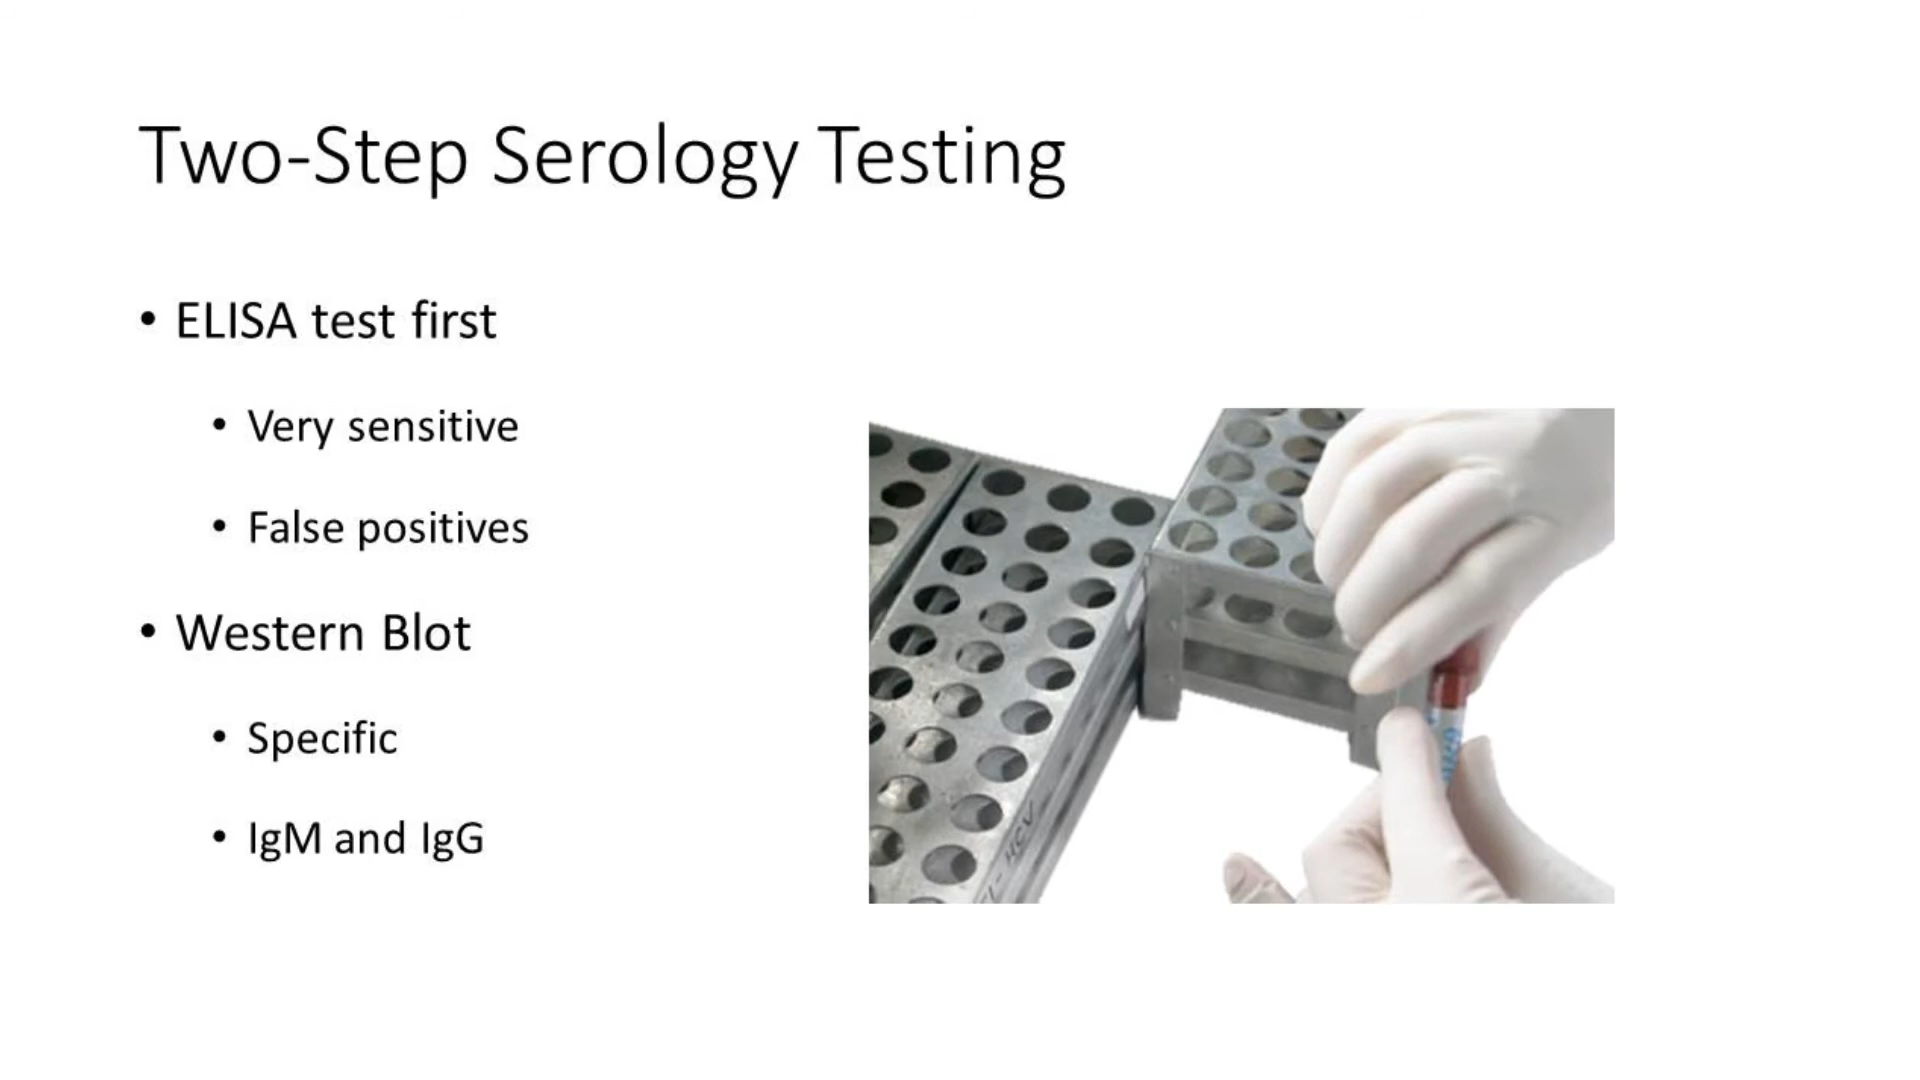 Two-Step Serology Testing
• ELISA test first
• Very sensitive
• False positives
• Western Blot
• Specific
• IgM and IgG